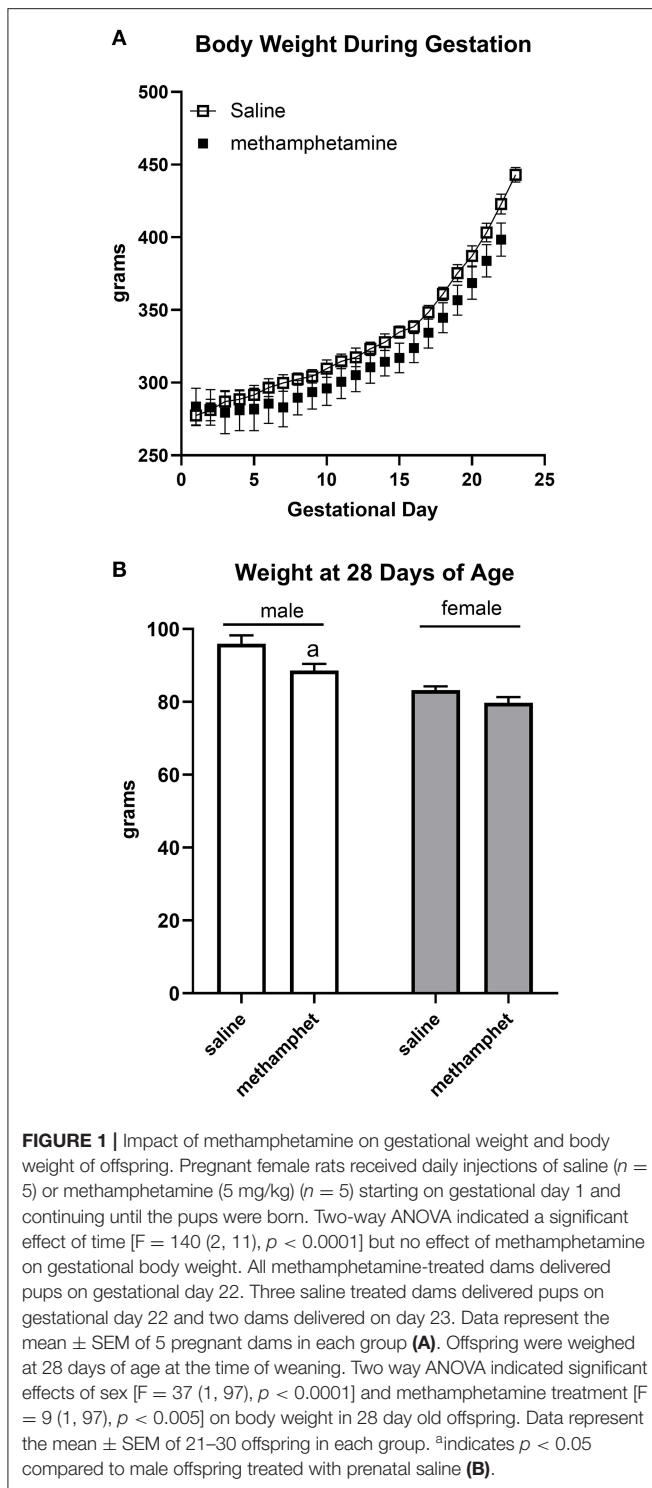 A
Body Weight During Gestation
500
450
400
350
300
250
grams
Saline
methamphetamine
0
5
10
15
20
25
Gestational Day
B
Weight at 28 Days of Age
male
female
100
80
60
40
20
0
grams
a
saline
methamphet
saline
methamphet
FIGURE 1 | Impact of methamphetamine on gestational weight and body
weight of offspring. Pregnant female rats received daily injections of saline (n =
5) or methamphetamine (5 mg/kg) (n = 5) starting on gestational day 1 and
continuing until the pups were born. Two-way ANOVA indicated a significant
effect of time [F = 140 (2, 11), p < 0.0001] but no effect of methamphetamine
on gestational body weight. All methamphetamine-treated dams delivered
pups on gestational day 22. Three saline treated dams delivered pups on
gestational day 22 and two dams delivered on day 23. Data represent the
mean ± SEM of 5 pregnant dams in each group (A). Offspring were weighed
at 28 days of age at the time of weaning. Two way ANOVA indicated significant
effects of sex [F = 37 (1, 97), p < 0.0001] and methamphetamine treatment [F
= 9 (1, 97), p < 0.005] on body weight in 28 day old offspring. Data represent
the mean ± SEM of 21–30 offspring in each group. ᵃindicates p < 0.05
compared to male offspring treated with prenatal saline (B).